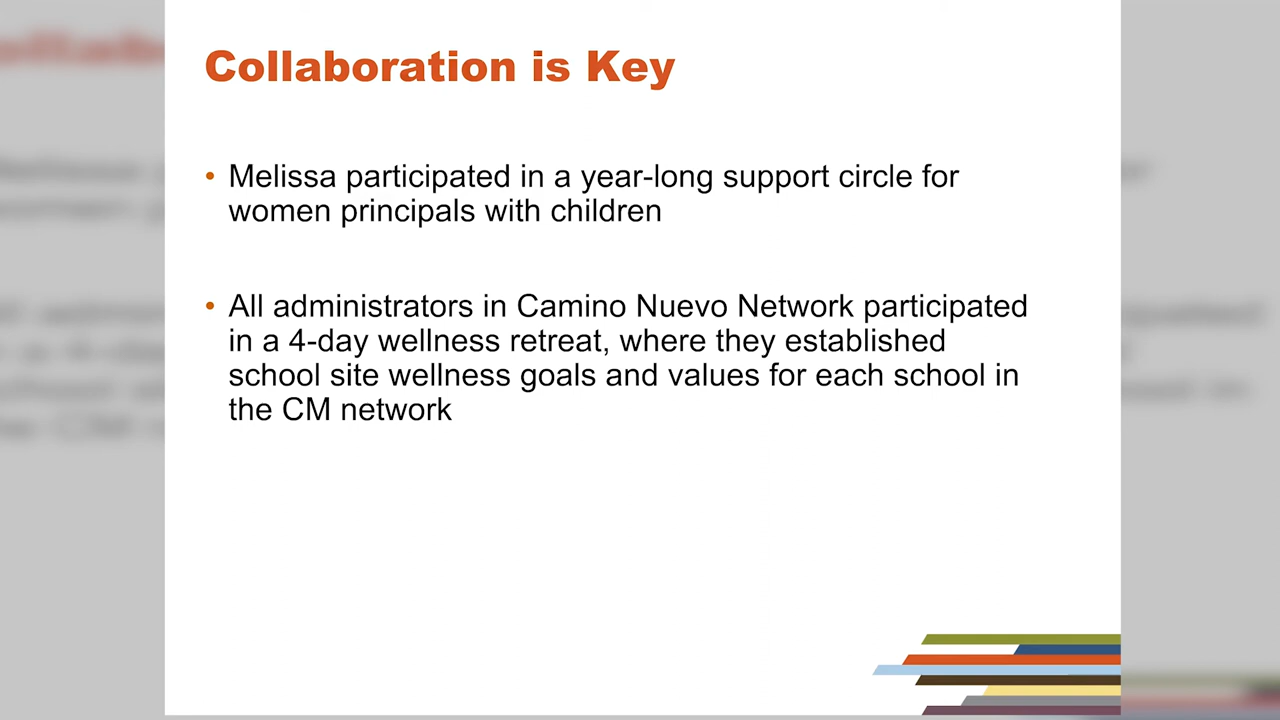 Collaboration is Key
• Melissa participated in a year-long support circle for
women principals with children
• All administrators in Camino Nuevo Network participated
in a 4-day wellness retreat, where they established
school site wellness goals and values for each school in
the CM network